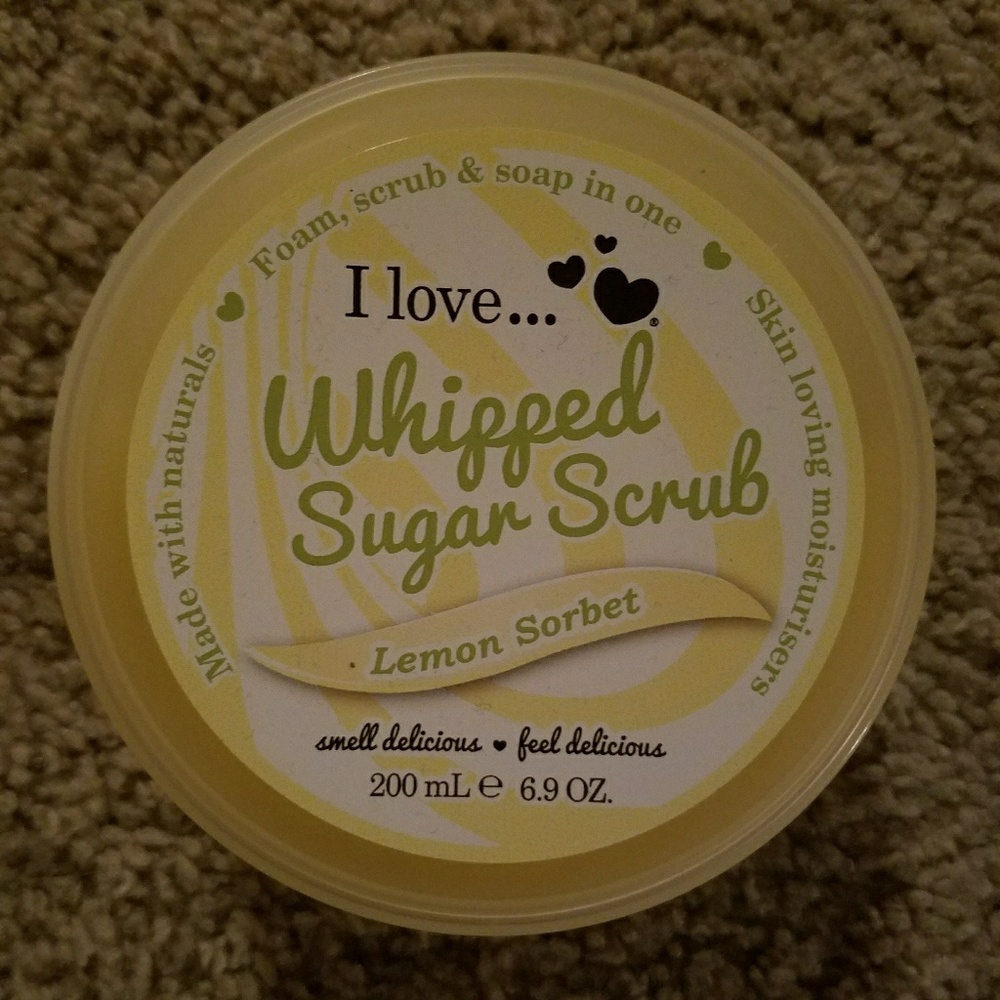 Foam, scrub & soap in one
Made with naturals
Skin loving moisturisers
I love...
®
Whipped
Sugar Scrub
Lemon Sorbet
smell delicious ♥ feel delicious
200 mL ℮ 6.9 OZ.